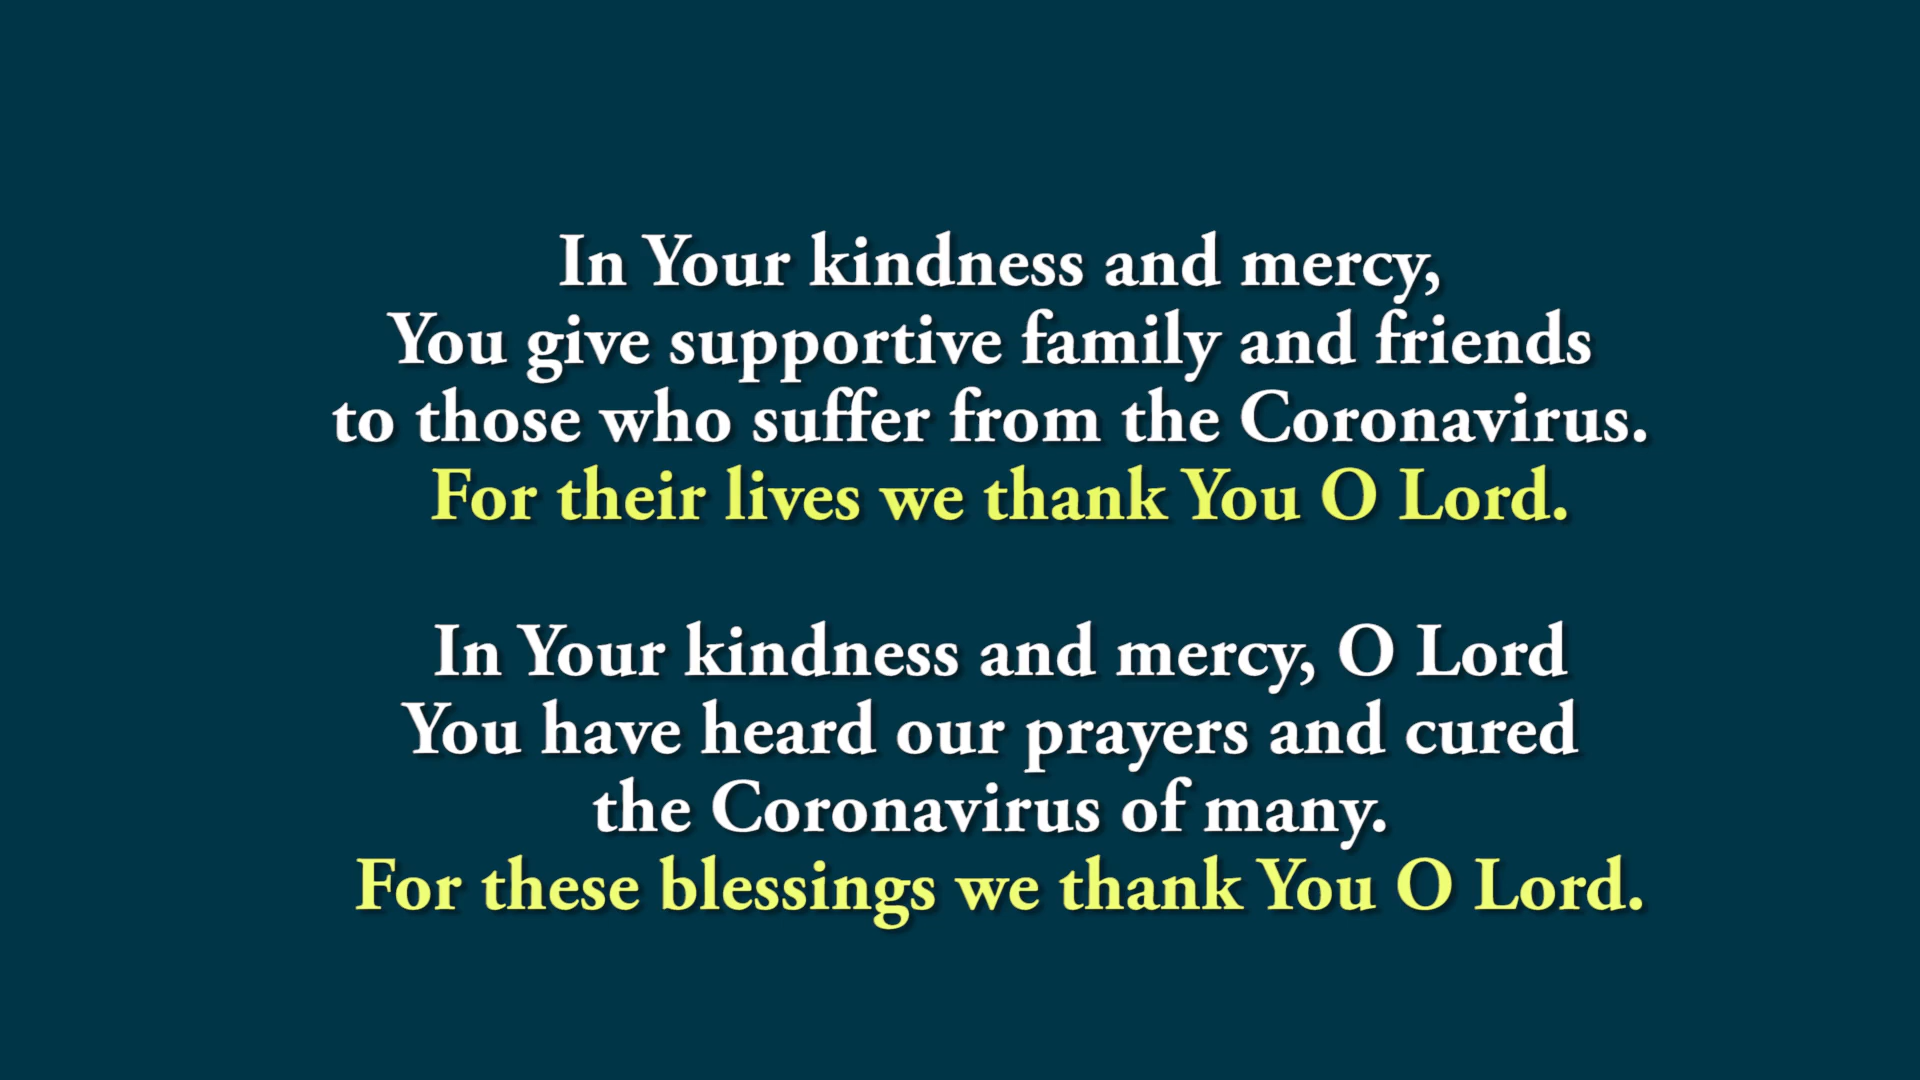 In Your kindness and mercy,
You give supportive family and friends
to those who suffer from the Coronavirus.
For their lives we thank You O Lord.
In Your kindness and mercy, O Lord
You have heard our prayers and cured
the Coronavirus of many.
For these blessings we thank You O Lord.